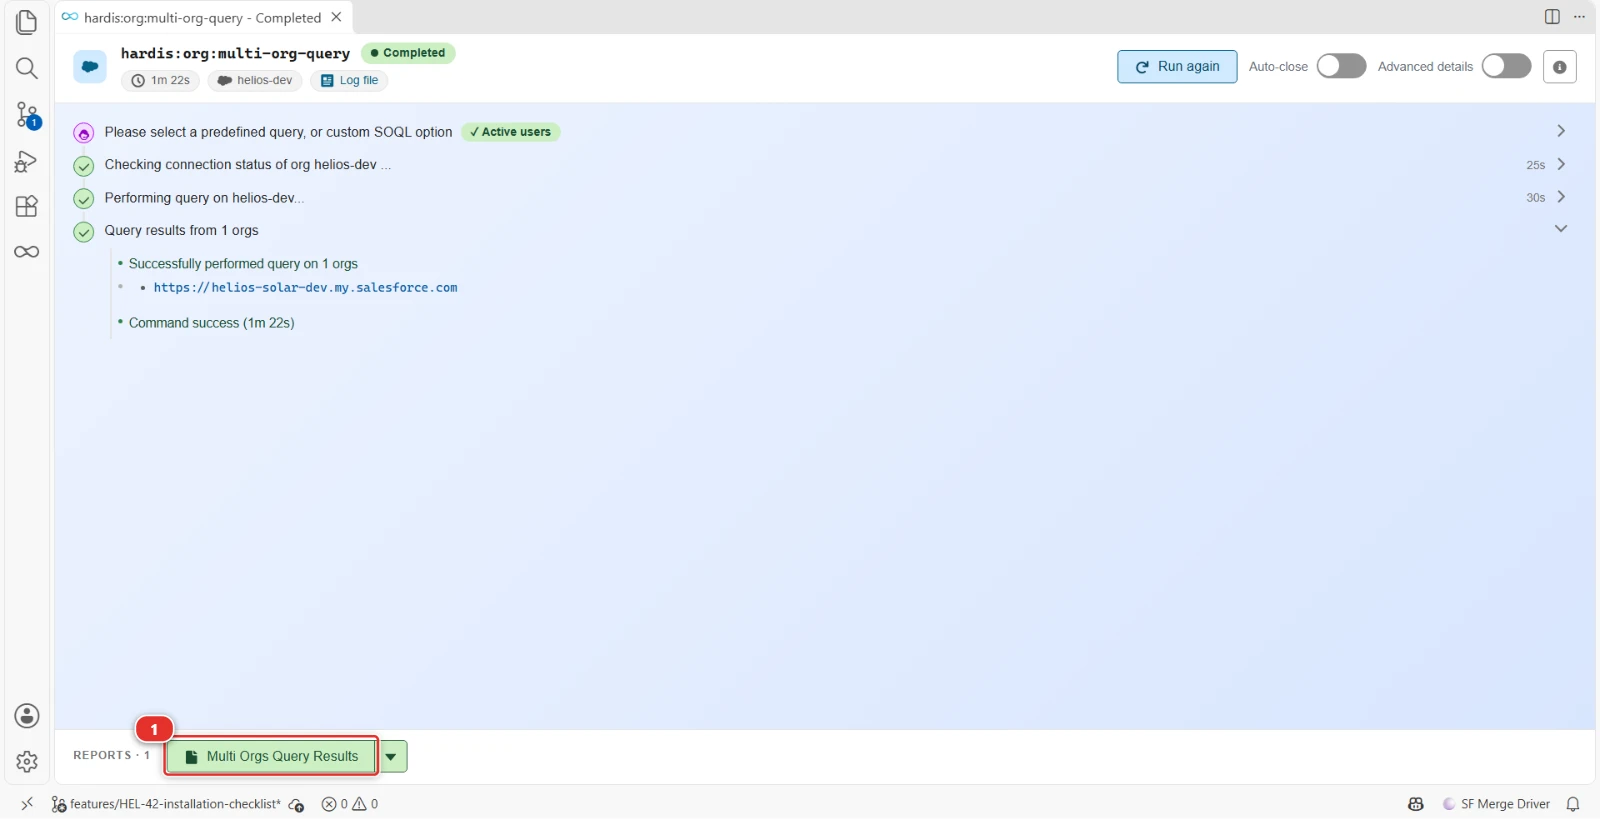 hardis:org:multi-org-query - Completed
hardis:org:multi-org-query
Completed
1m 22s
helios-dev
Log file
Run again
Auto-close
Advanced details
1
Please select a predefined query, or custom SOQL option
✓ Active users
Checking connection status of org helios-dev ...
25s
Performing query on helios-dev...
30s
Query results from 1 orgs
• Successfully performed query on 1 orgs
• https://helios-solar-dev.my.salesforce.com
• Command success (1m 22s)
1
REPORTS · 1
Multi Orgs Query Results
features/HEL-42-installation-checklist*
0
0
SF Merge Driver